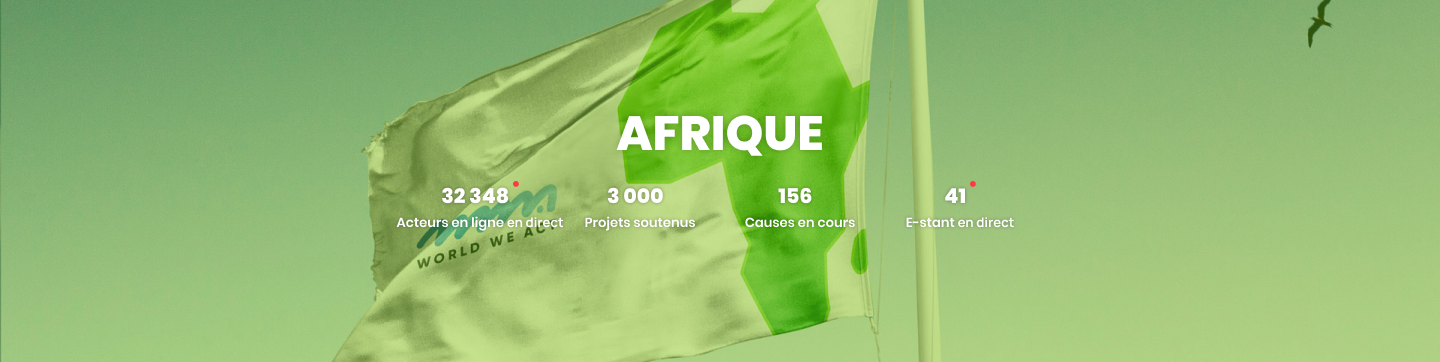 AFRIQUE
32 348 3 000 156 41
Acteurs en ligne en direct Projets soutenus Causes en cours E-stant en direct
WORLD WE ACT